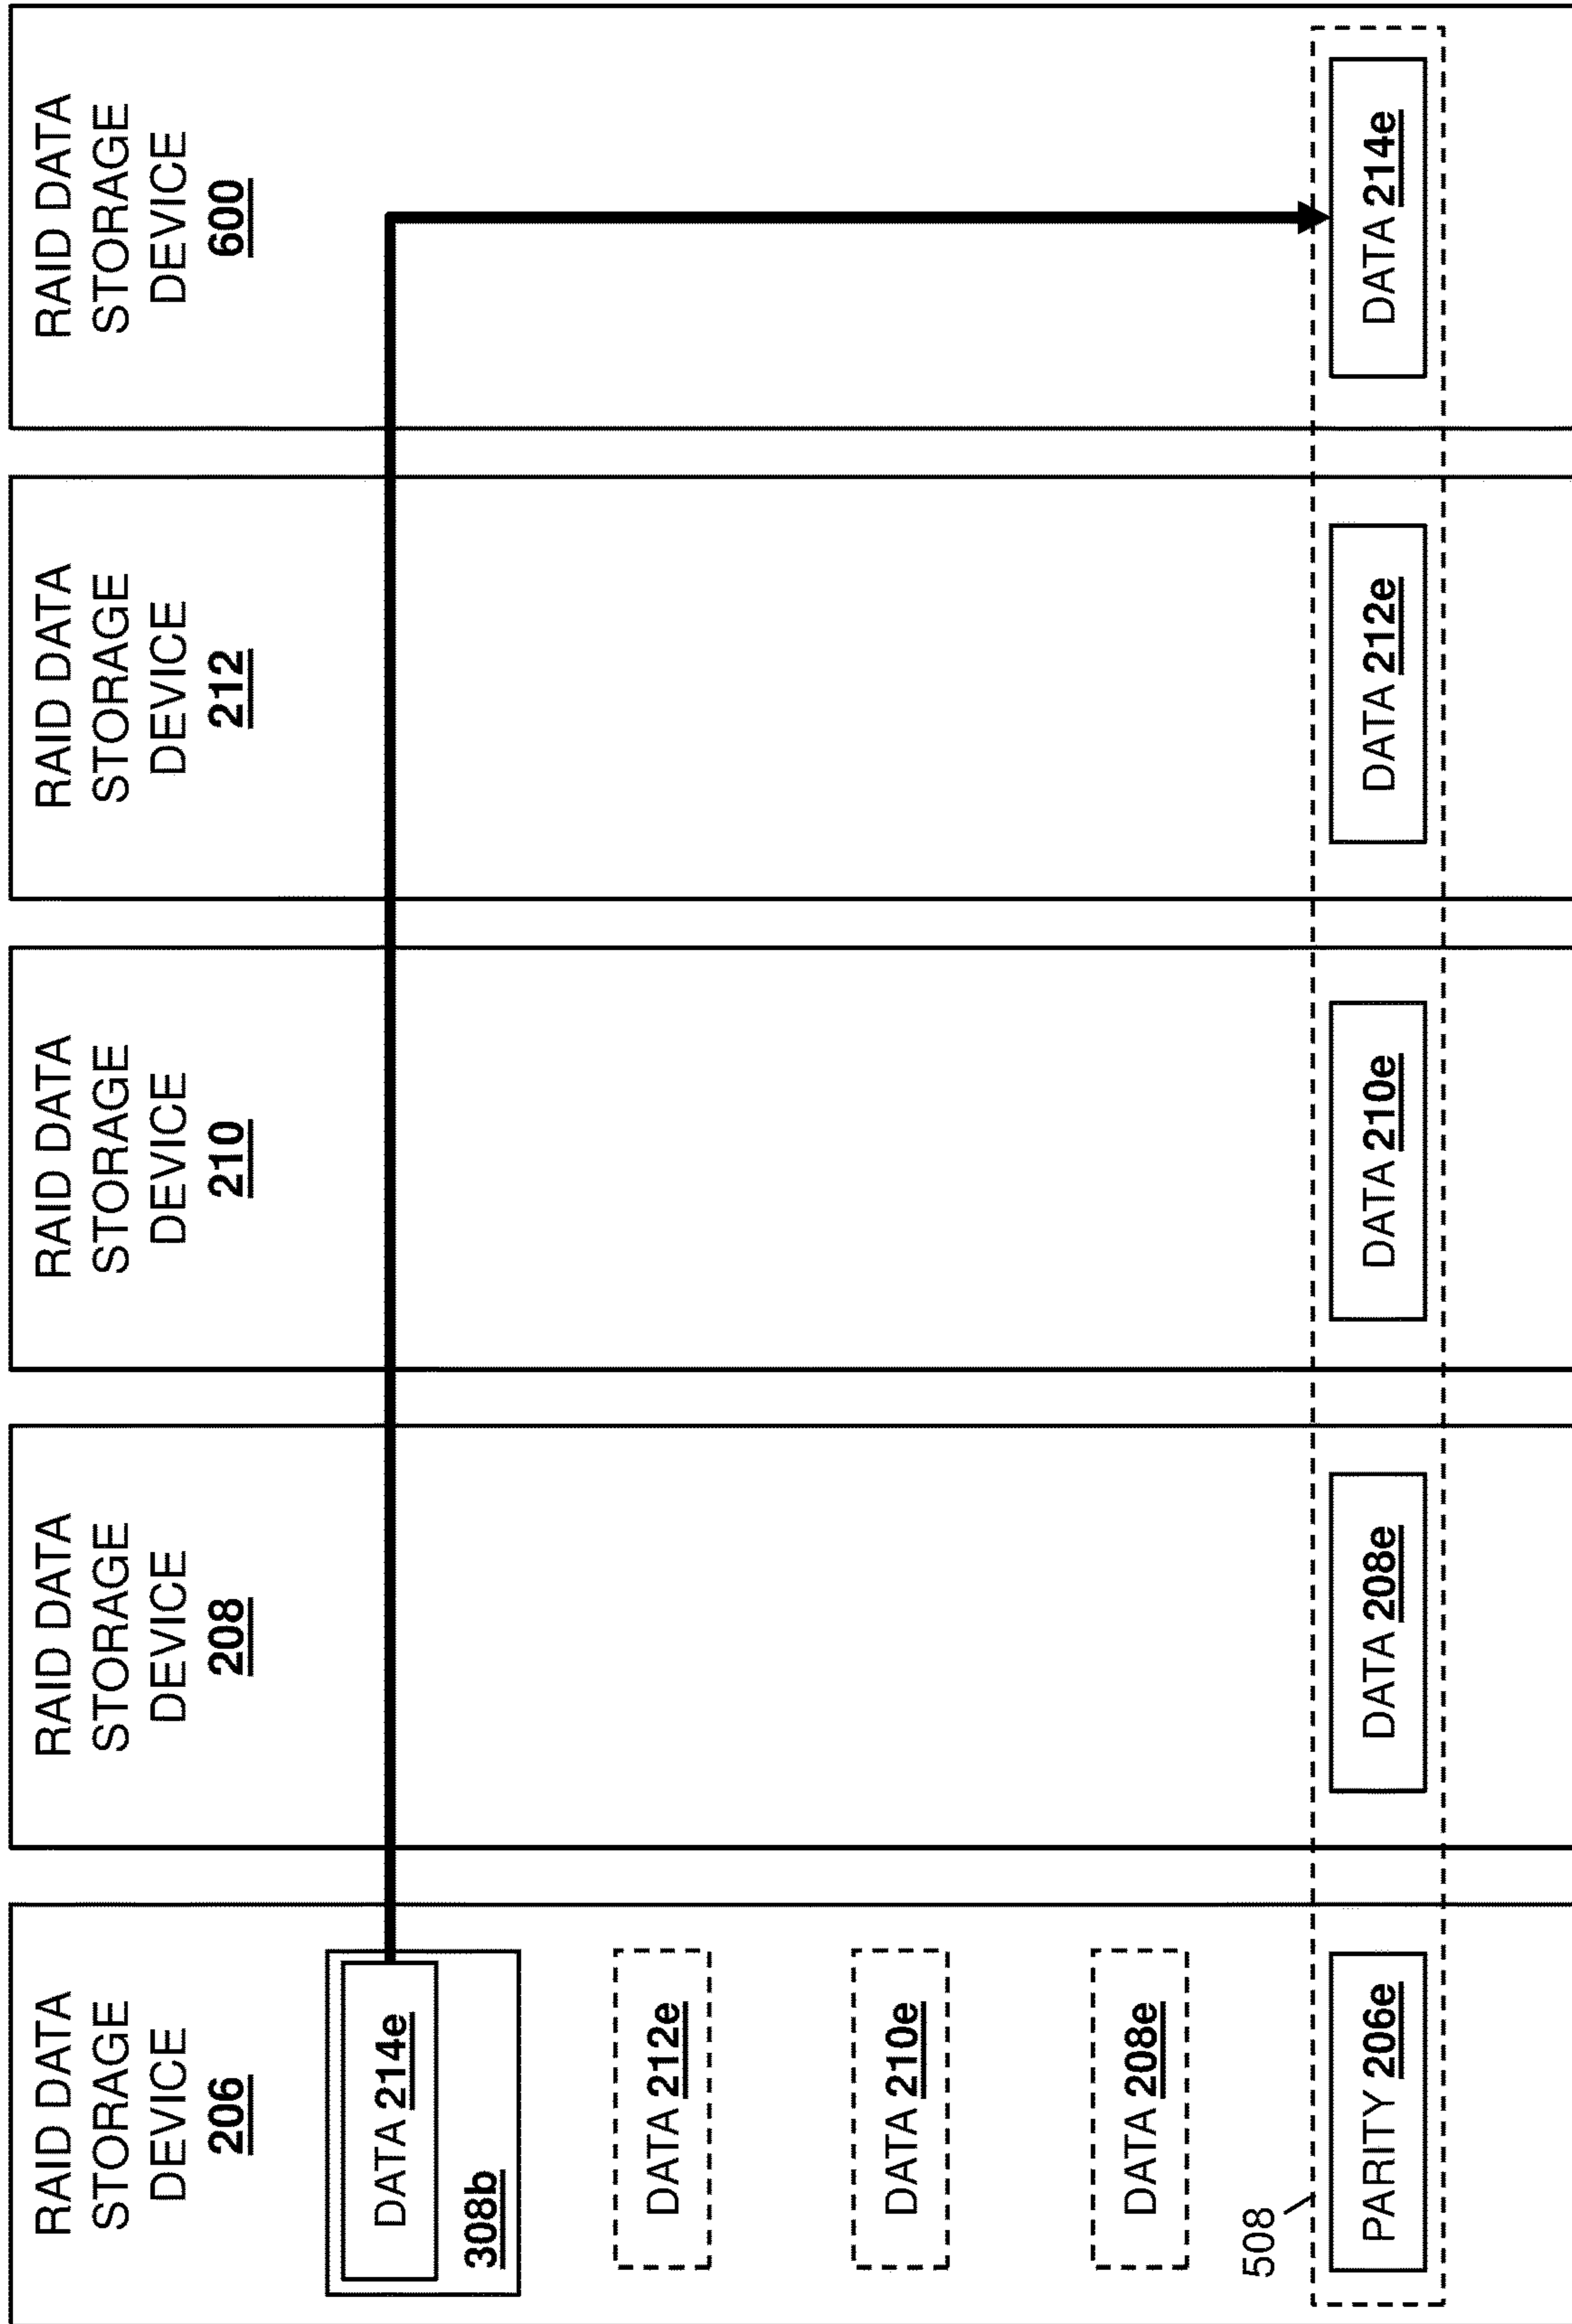 RAID DATA
STORAGE
DEVICE
206
DATA 214e
308b
DATA 212e
DATA 210e
DATA 208e
508
PARITY 206e
RAID DATA
STORAGE
DEVICE
208
DATA 208e
RAID DATA
STORAGE
DEVICE
210
DATA 210e
RAID DATA
STORAGE
DEVICE
212
DATA 212e
RAID DATA
STORAGE
DEVICE
600
DATA 214e